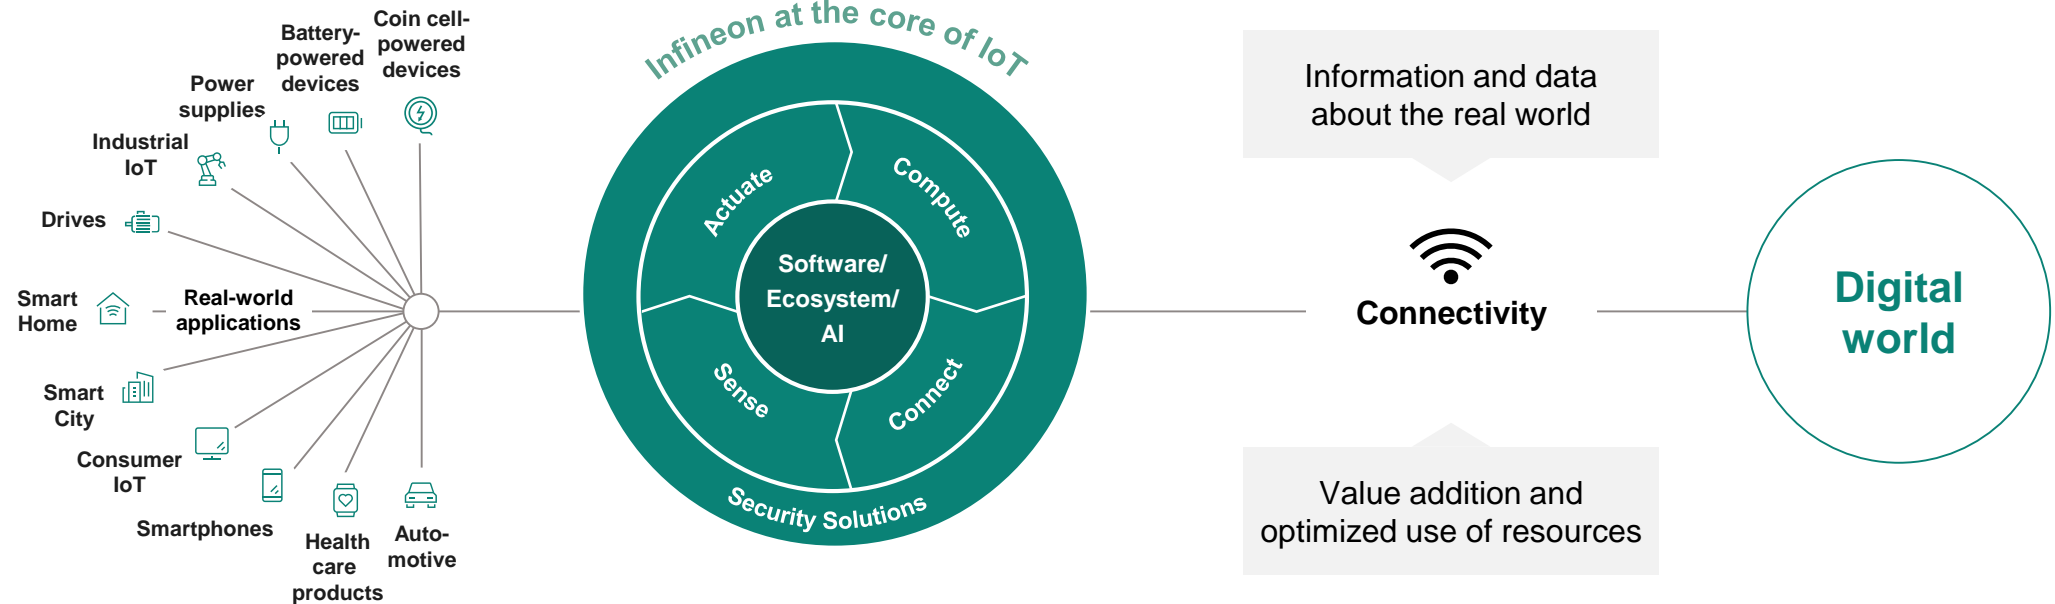 Coin cell-
powered
devices
Battery-
powered
devices
Power
supplies
Industrial
IoT
Drives
Smart
Home
Real-world
applications
Smart
City
Consumer
IoT
Smartphones
Health
care
products
Auto-
motive
Infineon at the core of IoT
Actuate
Compute
Software/
Ecosystem/
AI
Sense
Connect
Security Solutions
Information and data
about the real world
Connectivity
Value addition and
optimized use of resources
Digital
world